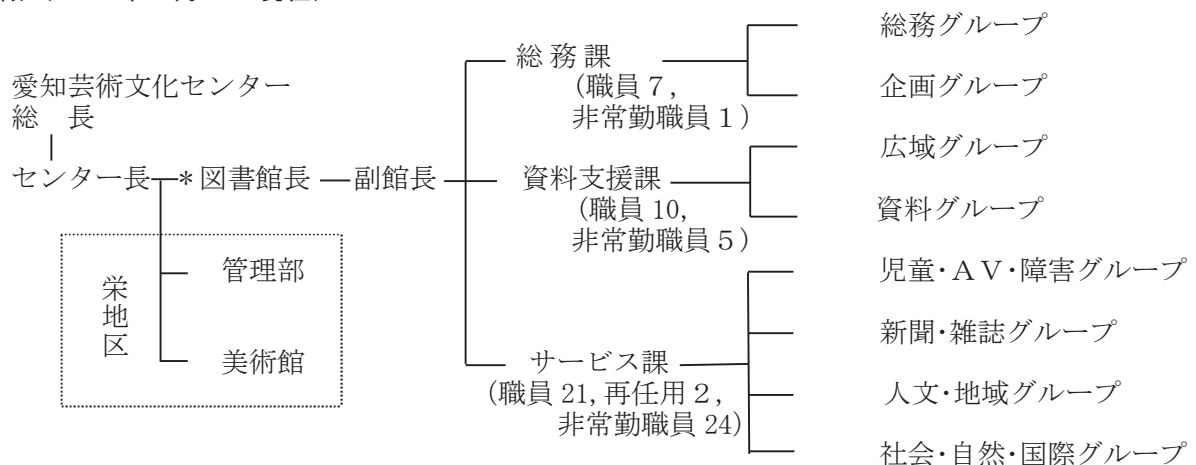 愛知芸術文化センター
総　長
センター長
*図書館長
副館長
総 務 課
(職員 7,
非常勤職員 1 )
総務グループ
企画グループ
資料支援課
(職員 10,
非常勤職員 5 )
広域グループ
資料グループ
サービス課
(職員 21, 再任用 2,
非常勤職員 24)
児童・AV・障害グループ
新聞・雑誌グループ
人文・地域グループ
社会・自然・国際グループ
栄地区
管理部
美術館